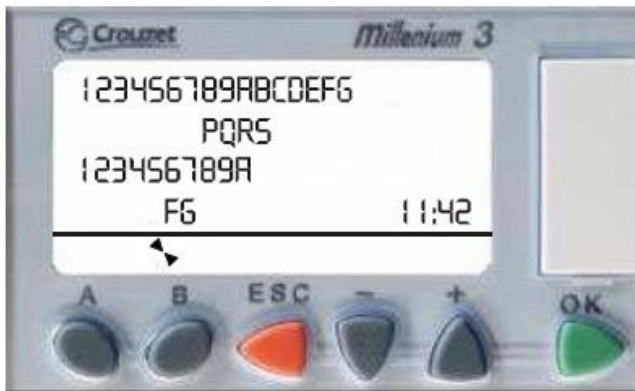 Crouzet Millenium 3
123456789ABCDEFG
PQRS
123456789A
FG 11:42
A B ESC - + OK